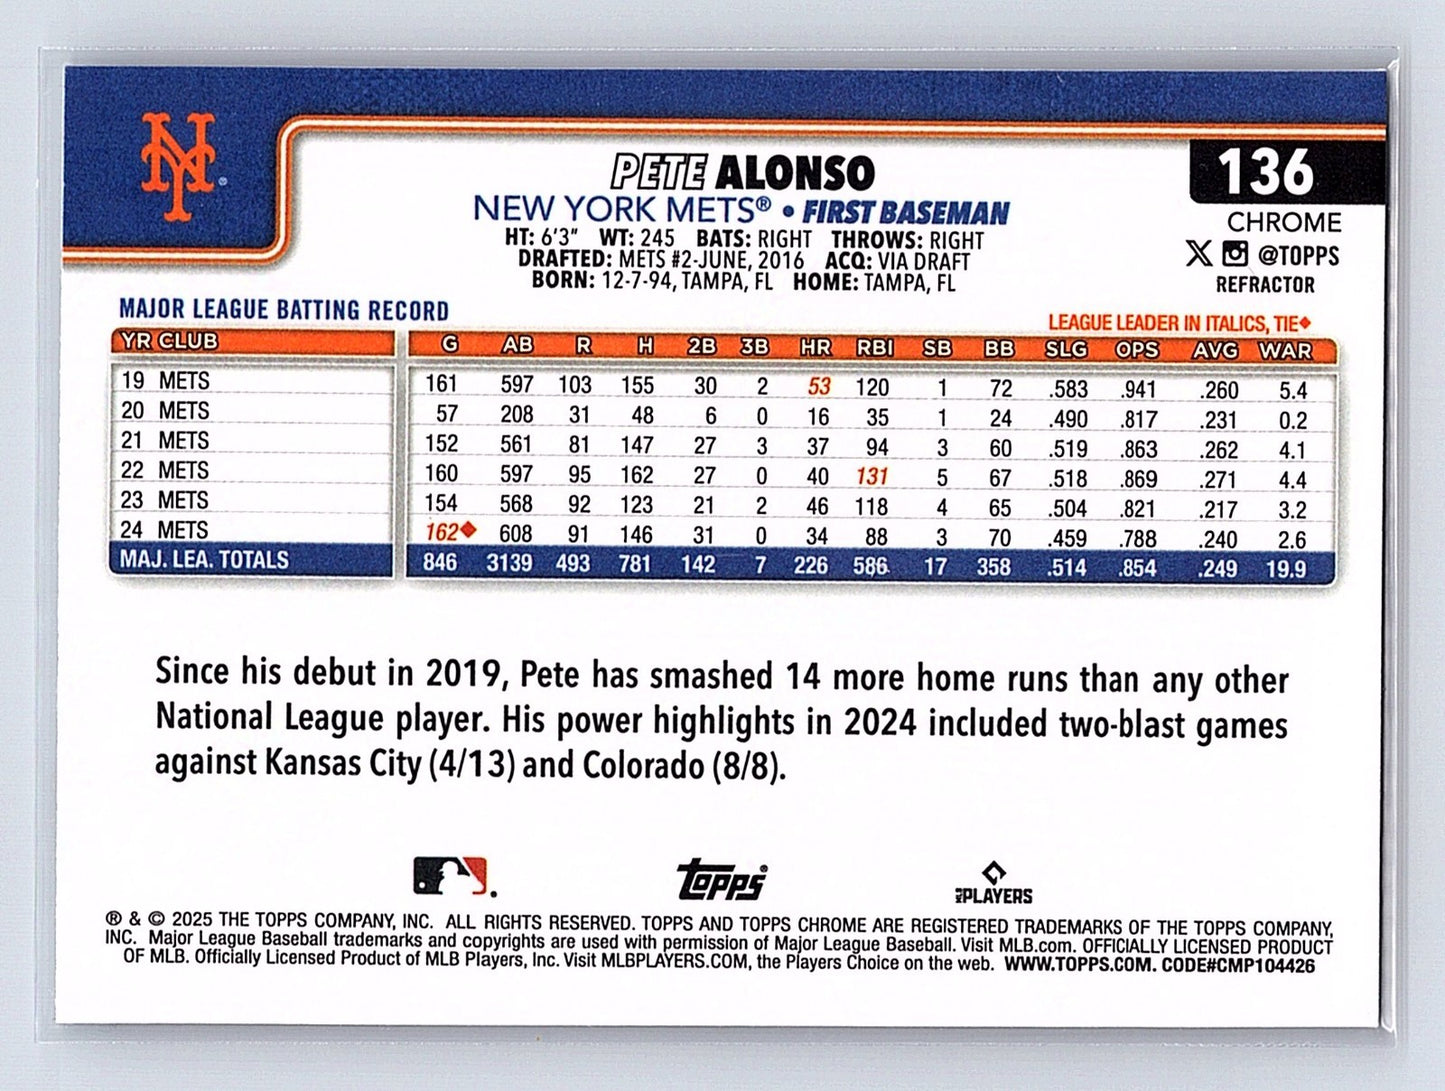 NY
136
PETE ALONSO
CHROME
NEW YORK METS® • FIRST BASEMAN
HT: 6'3" WT: 245 BATS: RIGHT THROWS: RIGHT
@TOPPS
DRAFTED: METS #2-JUNE, 2016 ACQ: VIA DRAFT
REFRACTOR
BORN: 12-7-94, TAMPA, FL HOME: TAMPA, FL
MAJOR LEAGUE BATTING RECORD
LEAGUE LEADER IN ITALICS, TIE◆
YR CLUB G AB R H 2B 3B HR RBI SB BB SLG OPS AVG WAR
19 METS 161 597 103 155 30 2 53 120 1 72 .583 .941 .260 5.4
20 METS 57 208 31 48 6 0 16 35 1 24 .490 .817 .231 0.2
21 METS 152 561 81 147 27 3 37 94 3 60 .519 .863 .262 4.1
22 METS 160 597 95 162 27 0 40 131 5 67 .518 .869 .271 4.4
23 METS 154 568 92 123 21 2 46 118 4 65 .504 .821 .217 3.2
24 METS 162◆ 608 91 146 31 0 34 88 3 70 .459 .788 .240 2.6
MAJ. LEA. TOTALS 846 3139 493 781 142 7 226 586 17 358 .514 .854 .249 19.9
Since his debut in 2019, Pete has smashed 14 more home runs than any other
National League player. His power highlights in 2024 included two-blast games
against Kansas City (4/13) and Colorado (8/8).
Topps®
MLBPLAYERS
® & © 2025 THE TOPPS COMPANY, INC. ALL RIGHTS RESERVED. TOPPS AND TOPPS CHROME ARE REGISTERED TRADEMARKS OF THE TOPPS COMPANY,
INC. Major League Baseball trademarks and copyrights are used with permission of Major League Baseball. Visit MLB.com. OFFICIALLY LICENSED PRODUCT
OF MLB. Officially Licensed Product of MLB Players, Inc. Visit MLBPLAYERS.COM, the Players Choice on the web. WWW.TOPPS.COM. CODE#CMP104426